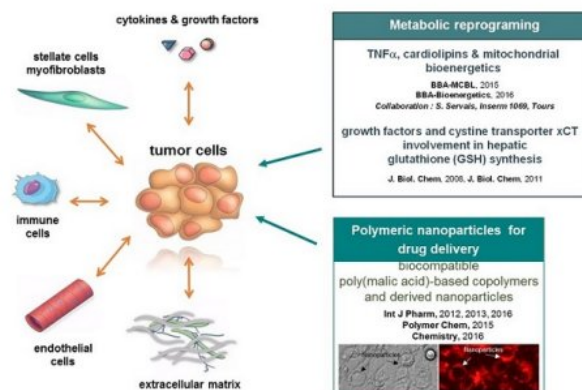 cytokines & growth factors
stellate cells
myofibroblasts
tumor cells
immune
cells
endothelial
cells
extracellular matrix
Metabolic reprograming
TNFα, cardiolipins & mitochondrial
bioenergetics
BBA-MCBL, 2015
BBA-Bioenergetics, 2016
Collaboration : S. Servais, Inserm 1069, Tours
growth factors and cystine transporter xCT
involvement in hepatic
glutathione (GSH) synthesis
J. Biol. Chem, 2008, J. Biol. Chem, 2011
Polymeric nanoparticles for
drug delivery
biocompatible
poly(malic acid)-based copolymers
and derived nanoparticles
Int J Pharm, 2012, 2013, 2016
Polymer Chem, 2015
Chemistry, 2016
Nanoparticles
Nanoparticles